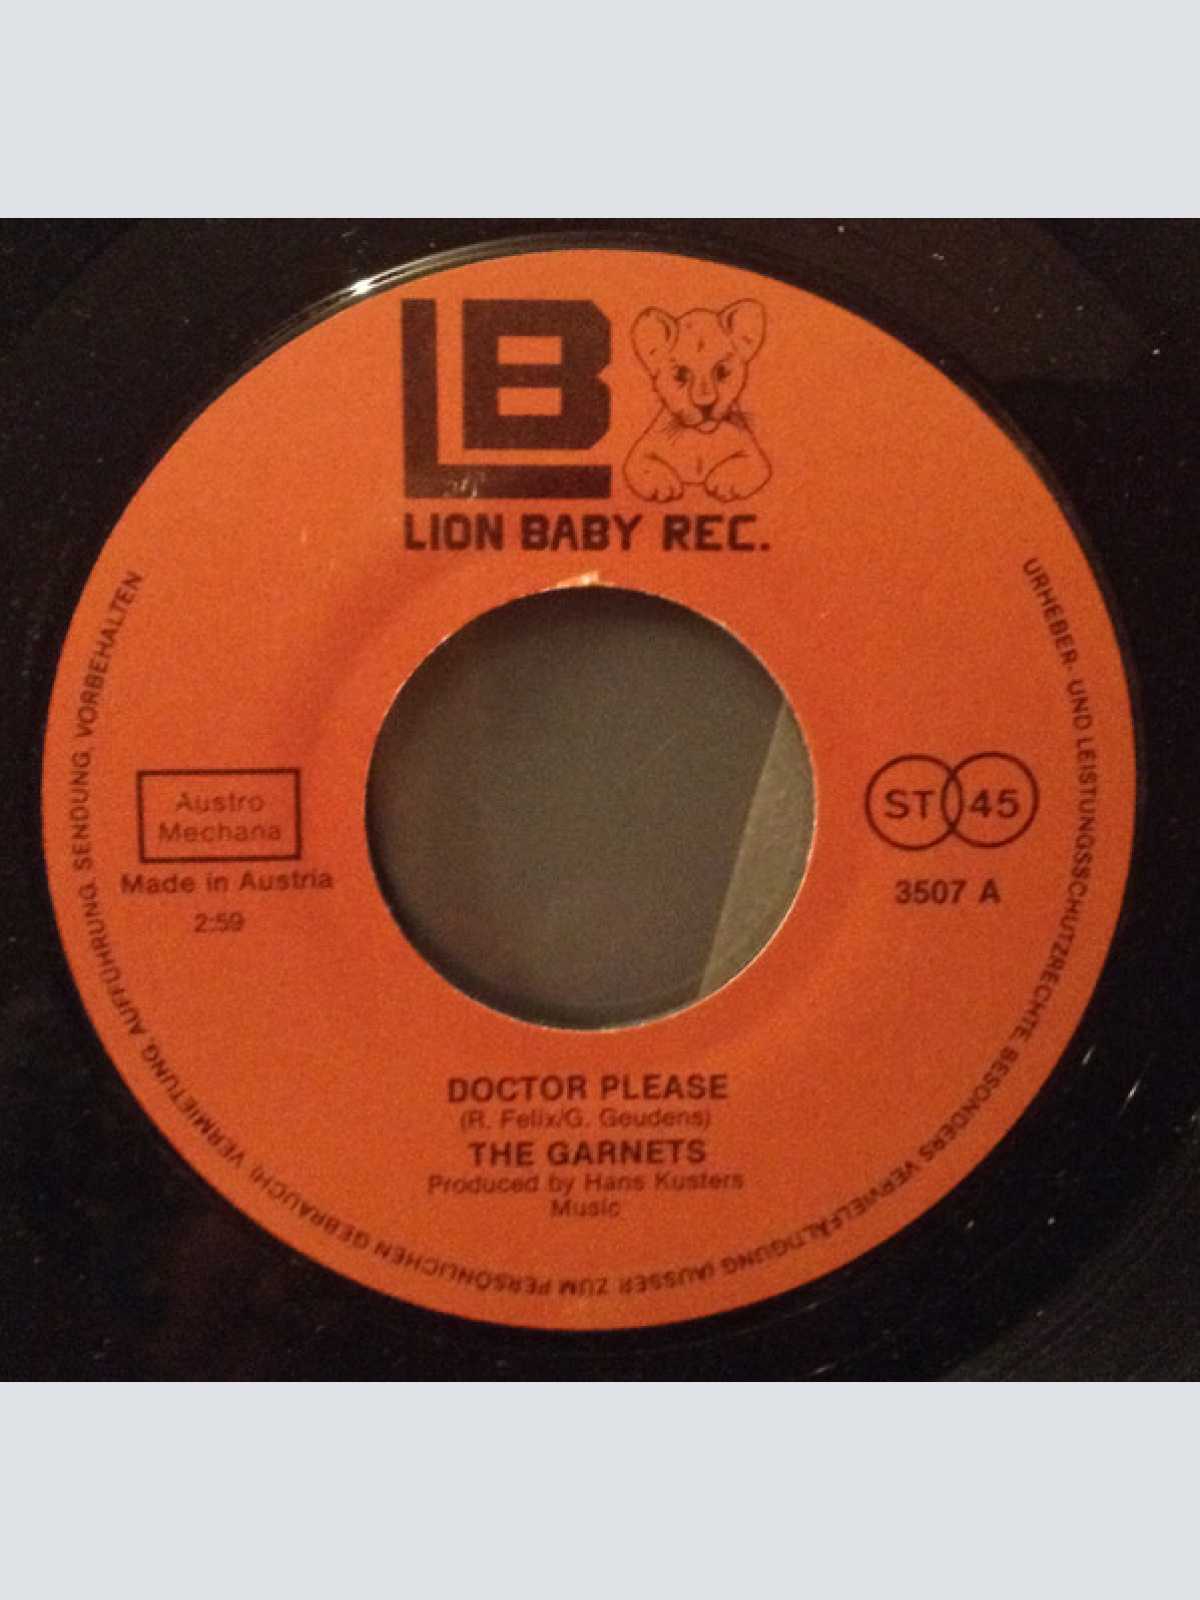 LB
LION BABY REC.
Austro
Mechana
Made in Austria
2:59
ST 45
3507 A
DOCTOR PLEASE
(R. Felix/G. Geudens)
THE GARNETS
Produced by Hans Kusters
Music
URHEBER- UND LEISTUNGSSCHUTZRECHTE, BESONDERS VERVIELFÄLTIGUNG (AUSSER ZUM PERSÖNLICHEN GEBRAUCH) VERMIETUNG, AUFFÜHRUNG, SENDUNG, VORBEHALTEN